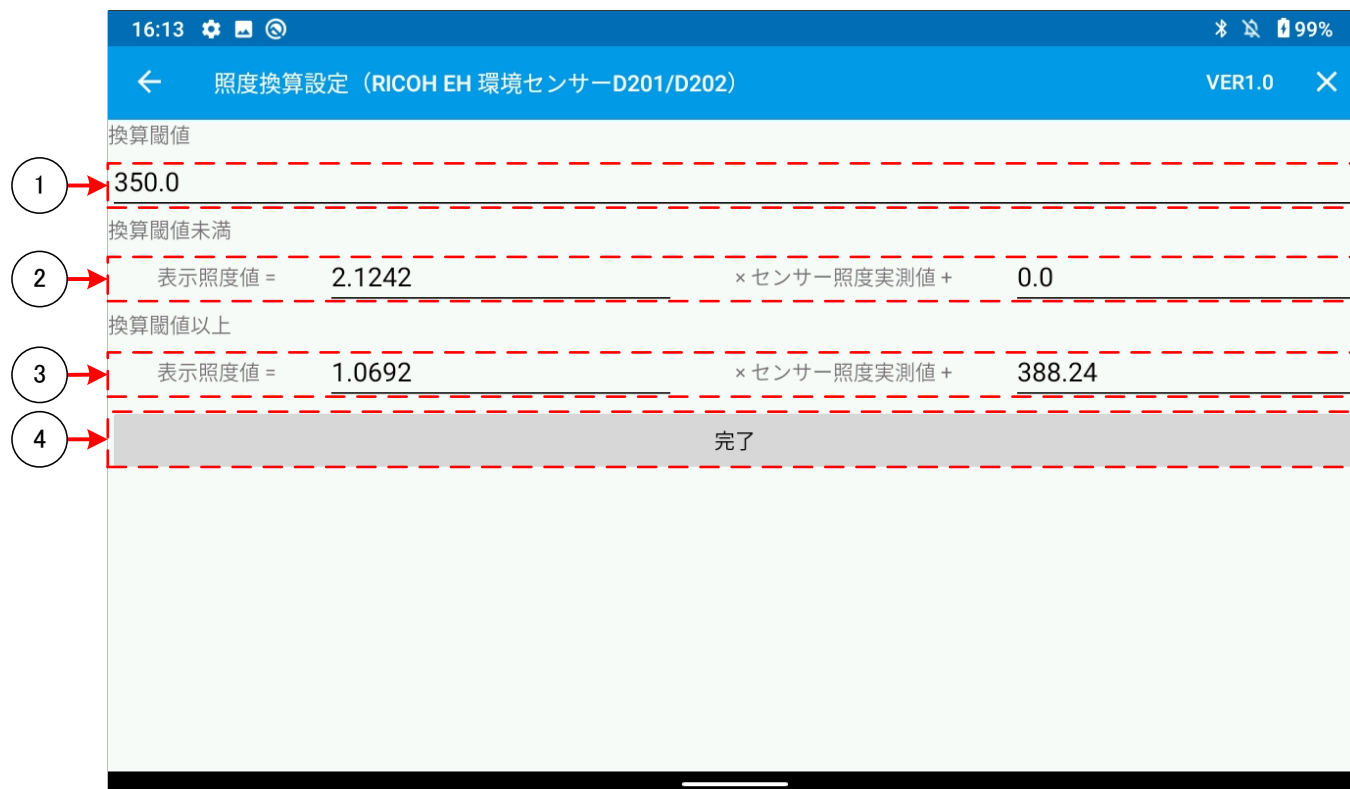 16:13 99%
← 照度換算設定（RICOH EH 環境センサーD201/D202） VER1.0 ×
換算閾値
1 350.0
換算閾値未満
2 表示照度値 = 2.1242 × センサー照度実測値 + 0.0
換算閾値以上
3 表示照度値 = 1.0692 × センサー照度実測値 + 388.24
4 完了